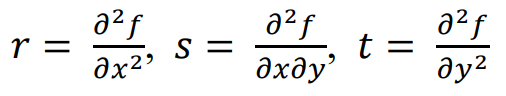 r = ∂²f/∂x², s = ∂²f/∂x∂y, t = ∂²f/∂y²